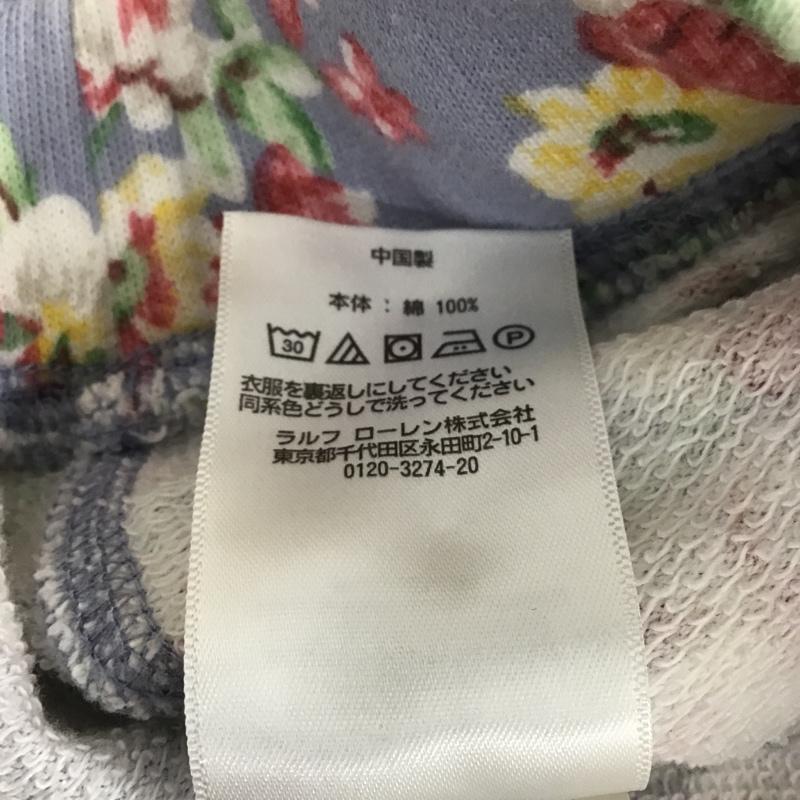 中国製
本体 : 綿 100%
30 P
衣服を裏返しにしてください
同系色どうしで洗ってください
ラルフ ローレン株式会社
東京都千代田区永田町2-10-1
0120-3274-20